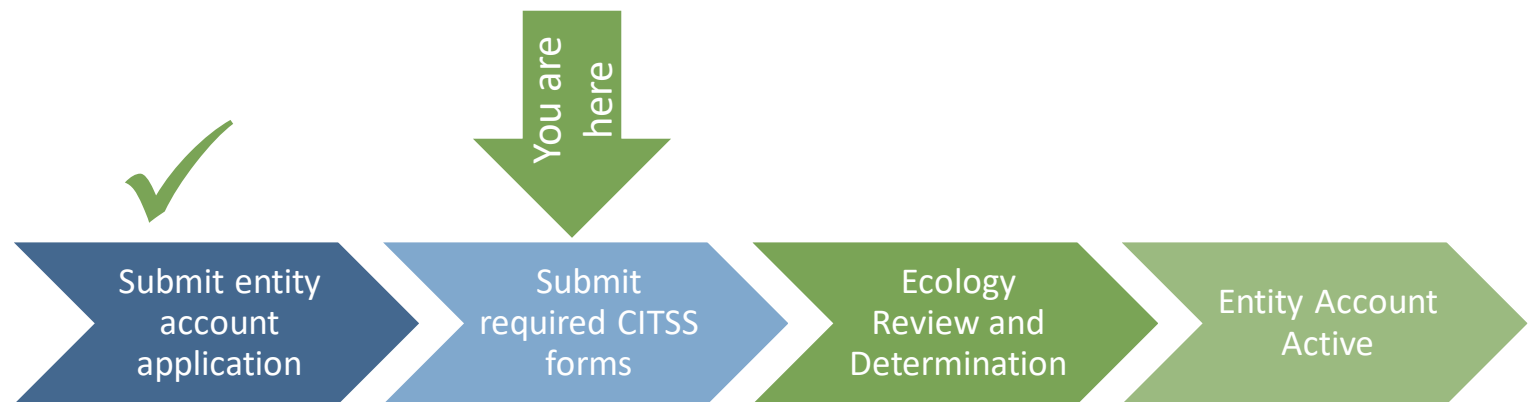 You are
here
Submit entity
account
application
Submit
required CITSS
forms
Ecology
Review and
Determination
Entity Account
Active